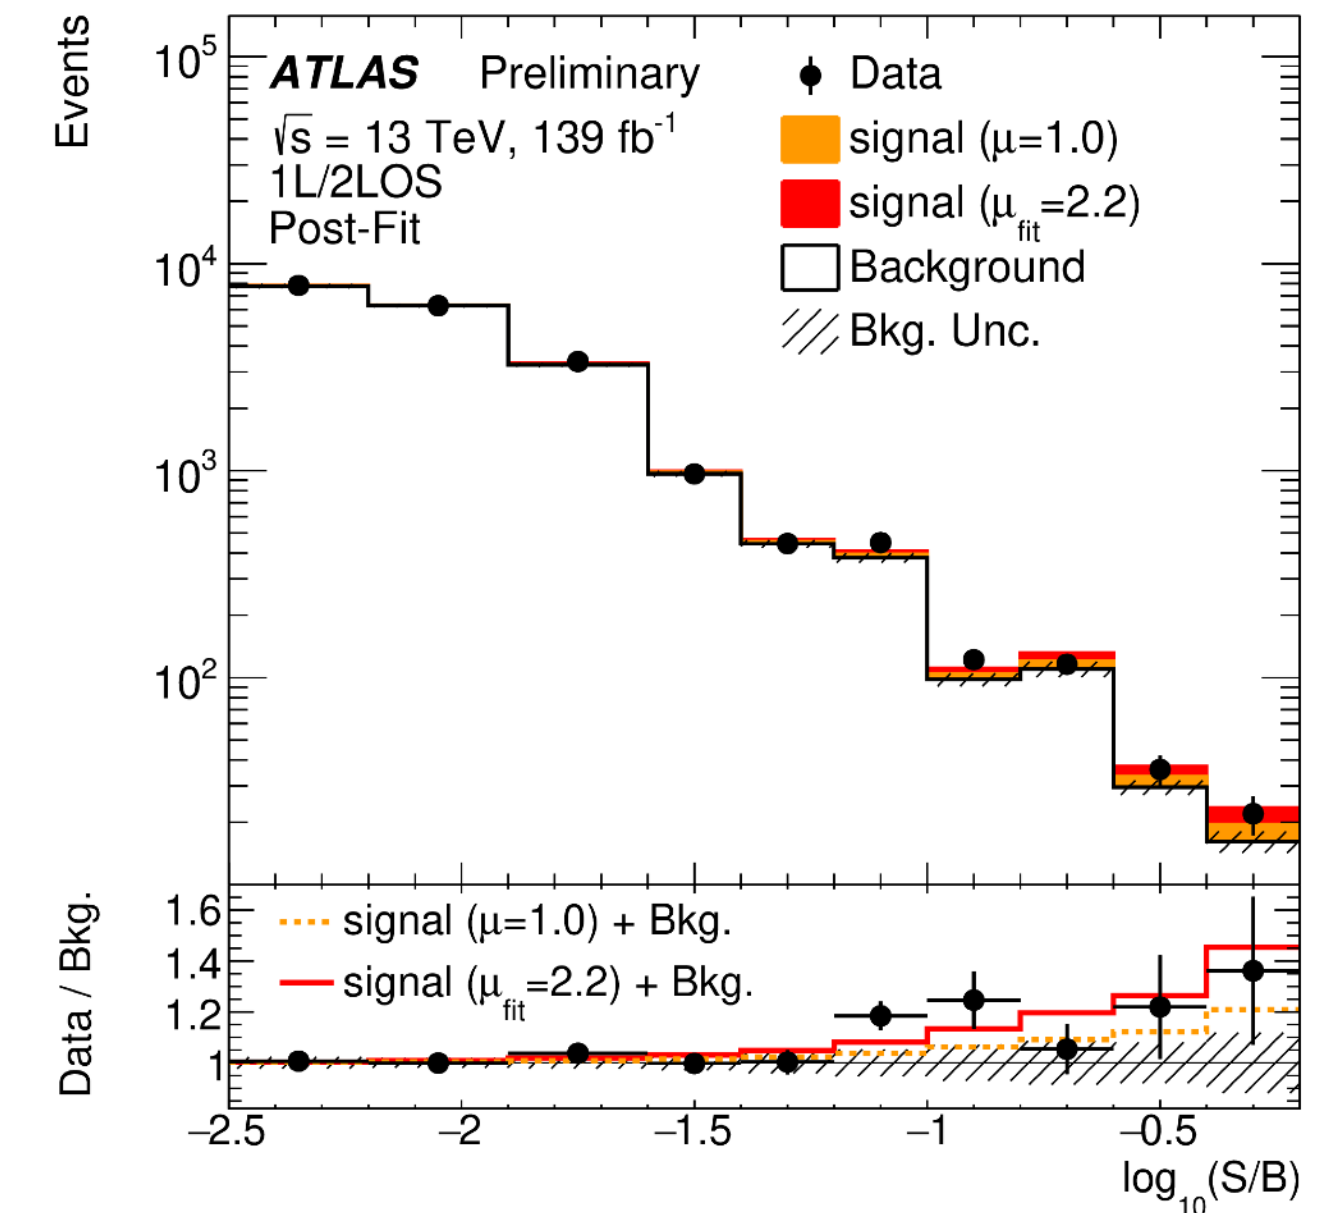 Events
10⁵
10⁴
10³
10²
ATLAS Preliminary
√s = 13 TeV, 139 fb⁻¹
1L/2LOS
Post-Fit
Data
signal (μ=1.0)
signal (μ_fit=2.2)
Background
Bkg. Unc.
Data / Bkg.
1.6
1.4
1.2
1
signal (μ=1.0) + Bkg.
signal (μ_fit=2.2) + Bkg.
−2.5 −2 −1.5 −1 −0.5
log₁₀(S/B)